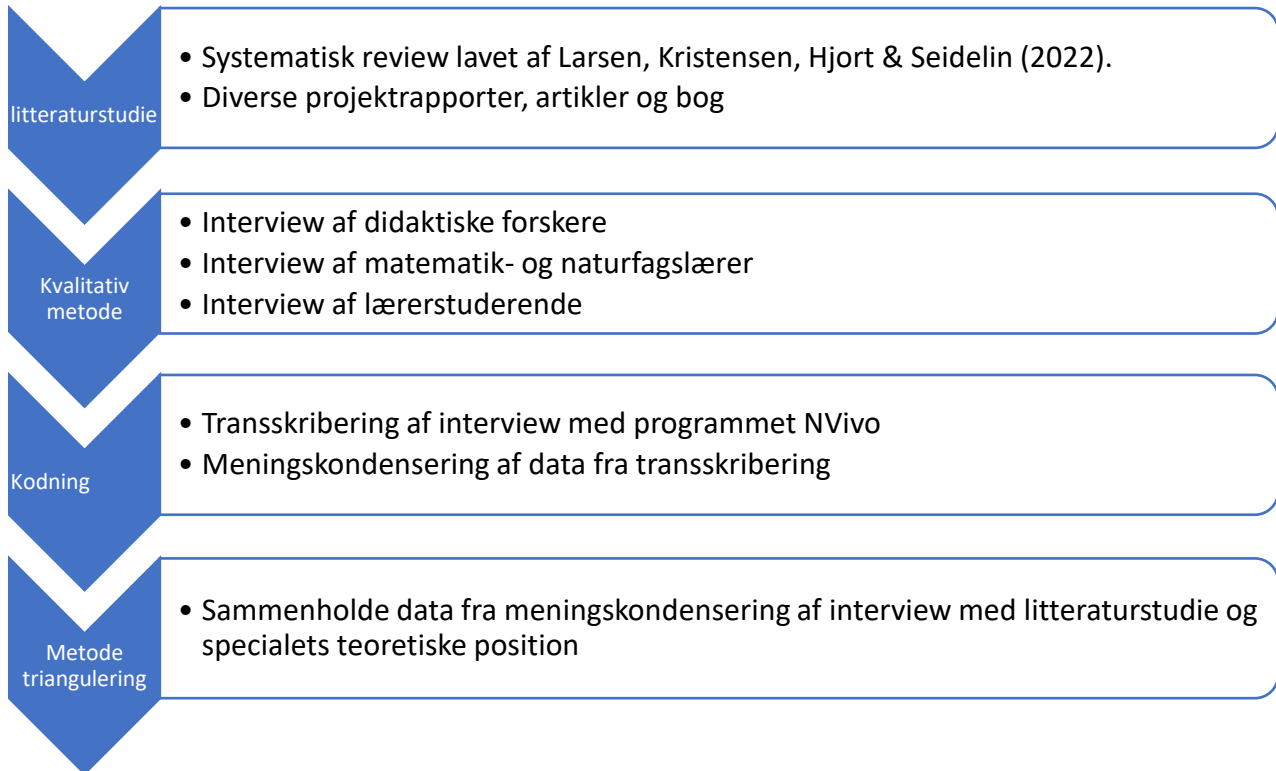 litteraturstudie
• Systematisk review lavet af Larsen, Kristensen, Hjort & Seidelin (2022).
• Diverse projektrapporter, artikler og bog
Kvalitativ
metode
• Interview af didaktiske forskere
• Interview af matematik- og naturfagslærer
• Interview af lærerstuderende
Kodning
• Transskribering af interview med programmet NVivo
• Meningskondensering af data fra transskribering
Metode
triangulering
• Sammenholde data fra meningskondensering af interview med litteraturstudie og
specialets teoretiske position